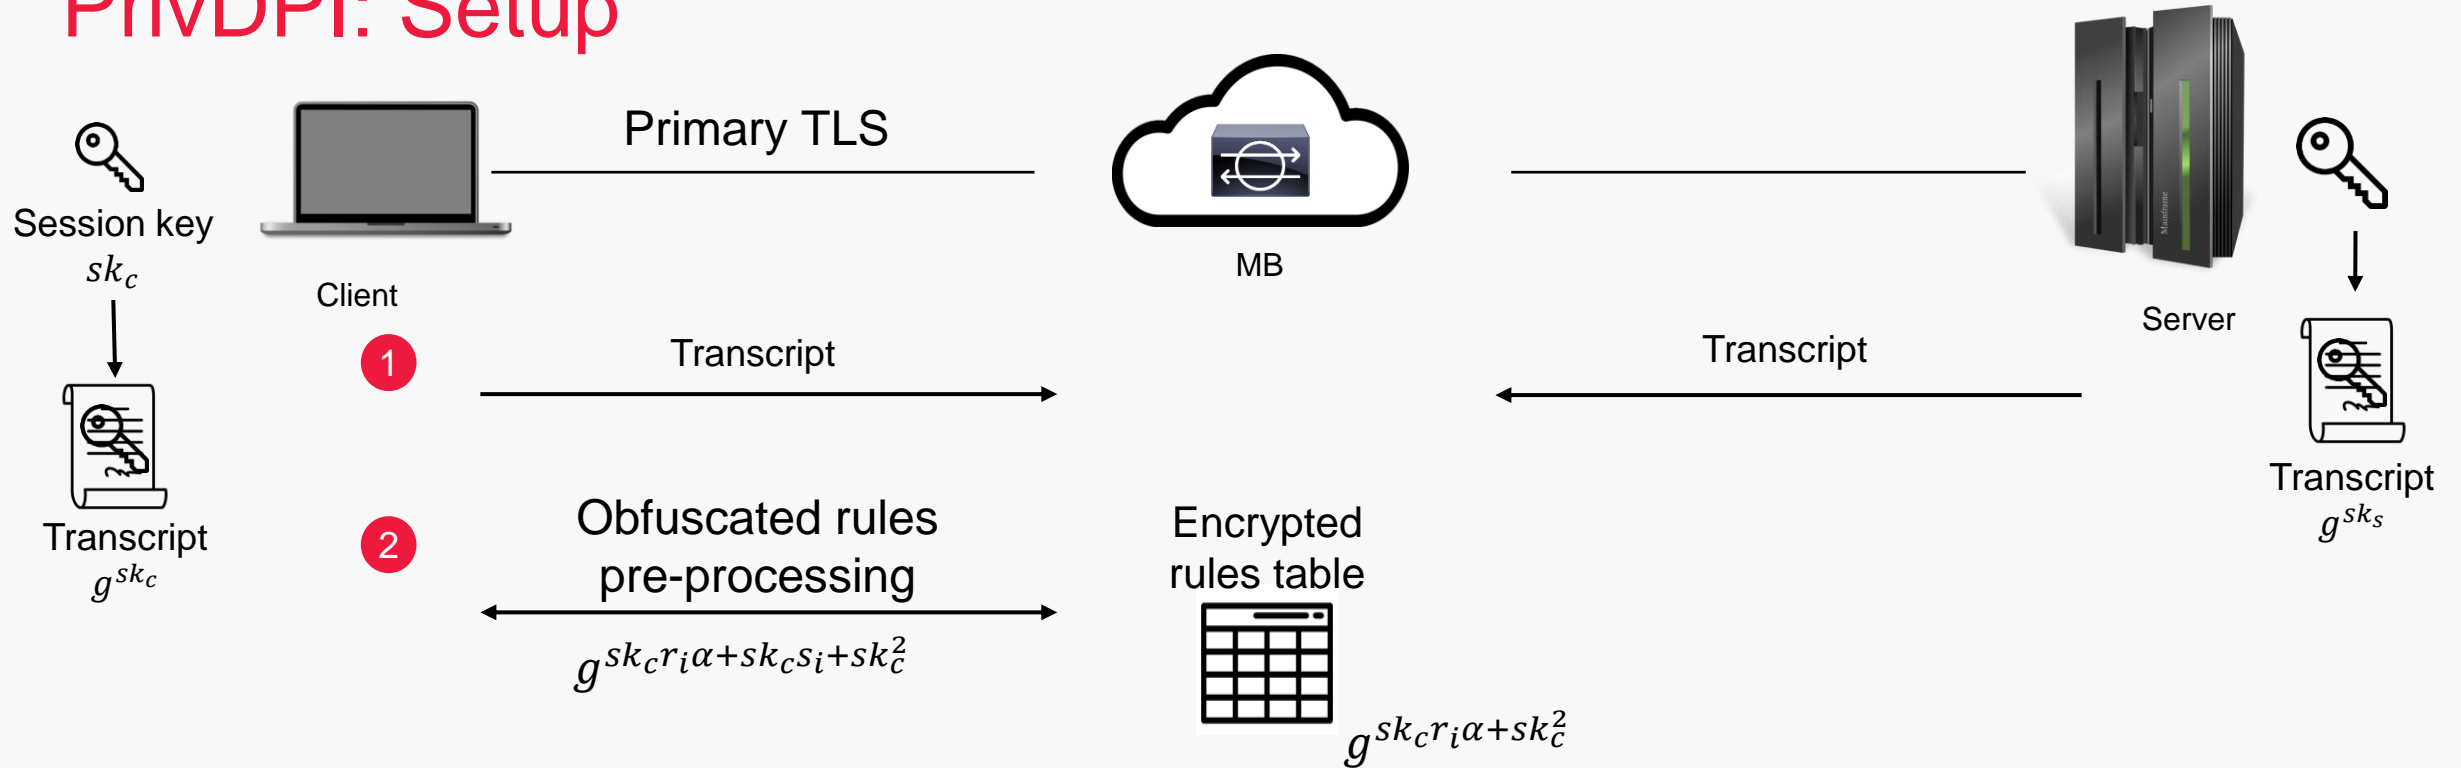 PrivDPI: Setup
Primary TLS
Session key
sk_c
Client
MB
Mainframe
Server
1
Transcript
Transcript
Transcript
g^{sk_c}
Transcript
g^{sk_s}
2
Obfuscated rules
pre-processing
g^{sk_c r_i α+sk_c s_i+sk_c^2}
Encrypted
rules table
g^{sk_c r_i α+sk_c^2}